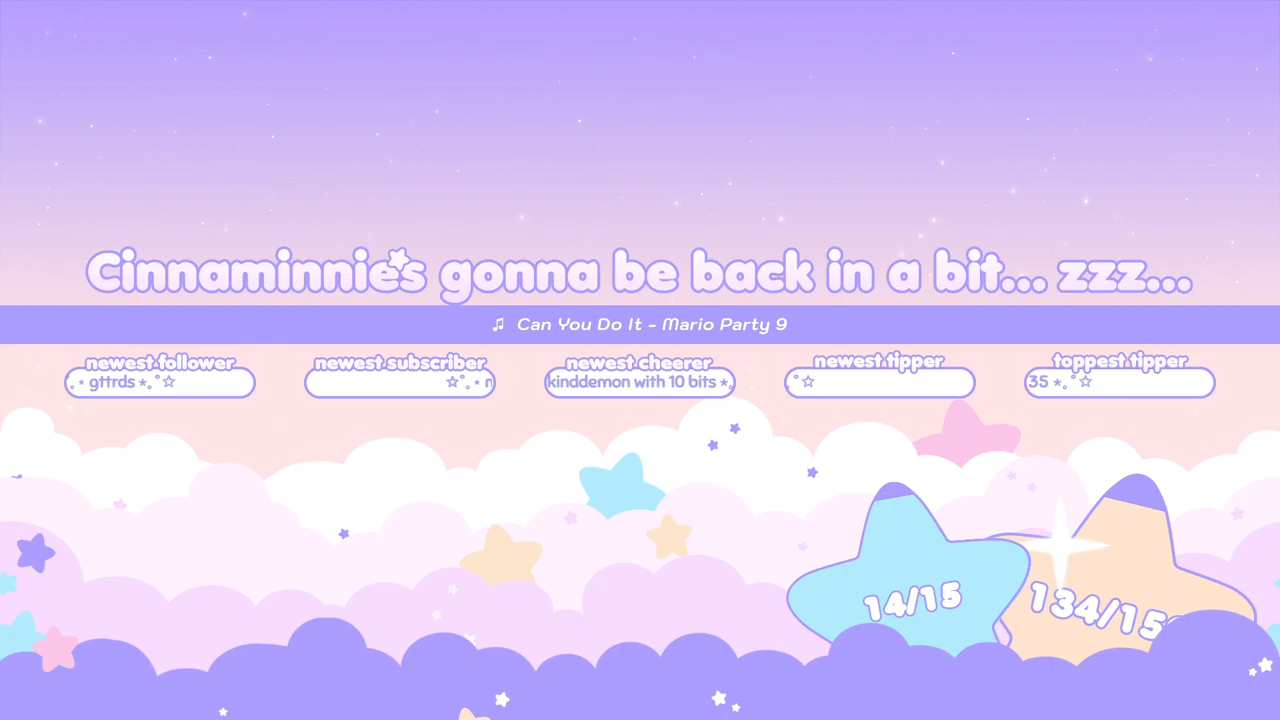 Cinnaminnies gonna be back in a bit... zzz...
♫ Can You Do It - Mario Party 9
newest follower
newest subscriber
newest cheerer
newest tipper
toppest tipper
gttrds ⋆｡˚☆
☆˚｡⋆
kinddemon with 10 bits ⋆｡
˚☆
35 ⋆｡˚☆
14/15
134/15